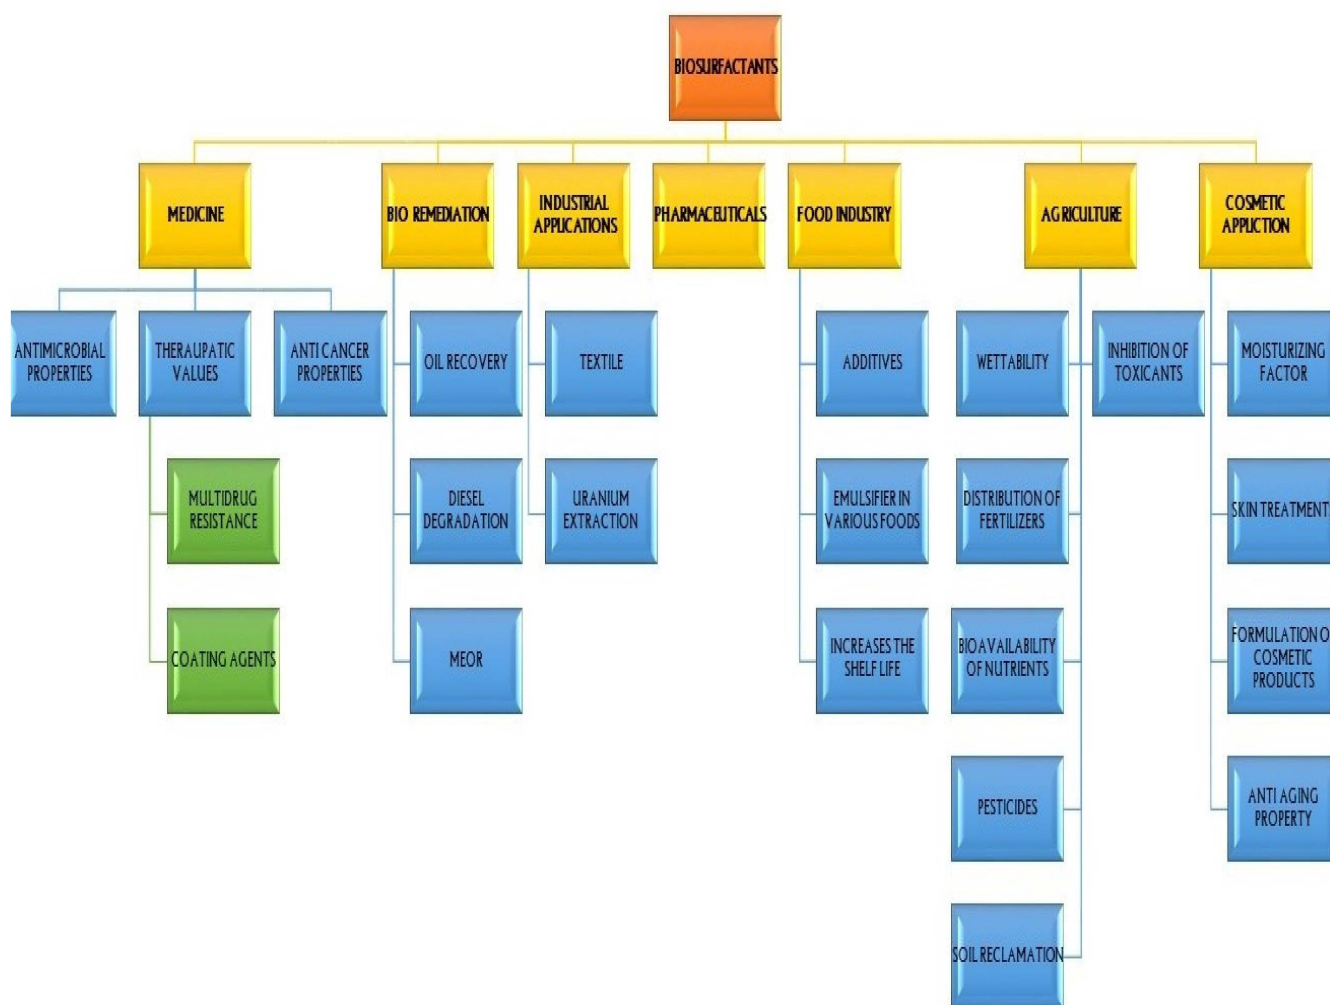 BIOSURFACTANTS
MEDICINE
BIO REMEDIATION
INDUSTRIAL
APPLICATIONS
PHARMACEUTICALS
FOOD INDUSTRY
AGRICULTURE
COSMETIC
APPLICTION
ANTIMICROBIAL
PROPERTIES
THERAUPATIC
VALUES
ANTI CANCER
PROPERTIES
OIL RECOVERY
TEXTILE
ADDITIVES
WETTABILITY
INHIBITION OF
TOXICANTS
MOISTURIZING
FACTOR
MULTIDRUG
RESISTANCE
DIESEL
DEGRADATION
URANIUM
EXTRACTION
EMULSIFIER IN
VARIOUS FOODS
DISTRIBUTION OF
FERTILIZERS
SKIN TREATMENT
COATING AGENTS
MEOR
INCREASES THE
SHELF LIFE
BIOAVAILABILITY
OF NUTRIENTS
FORMULATION O
COSMETIC
PRODUCTS
PESTICIDES
ANTI AGING
PROPERTY
SOIL RECLAMATION